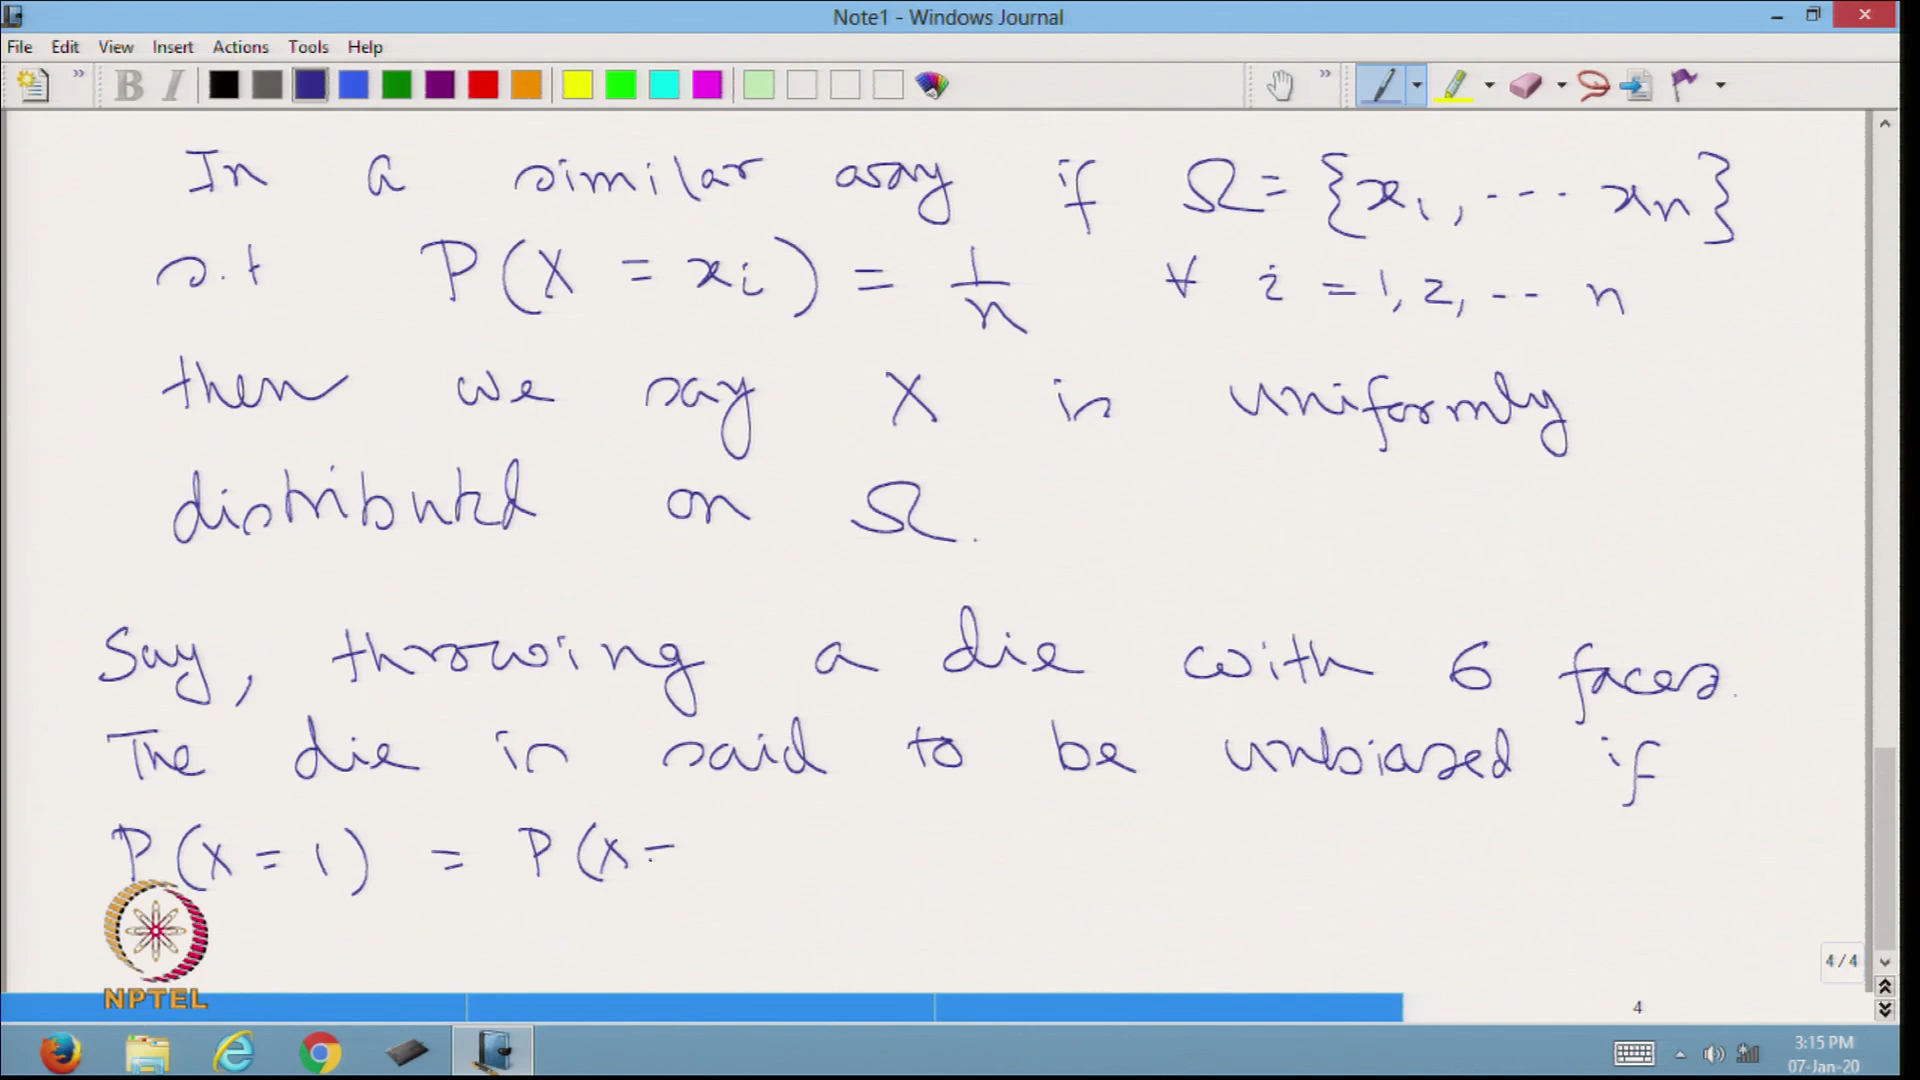 Note1 - Windows Journal
File Edit View Insert Actions Tools Help
B I
In a similar way if Ω = {x₁, --- xn}
s.t P(X = xi) = 1/n ∀ i = 1, 2, -- n
then we say X is uniformly
distributed on Ω.
Say, throwing a die with 6 faces.
The die is said to be unbiased if
P(X = 1) = P(X =
NPTEL
4 / 4
4
3:15 PM
07-Jan-20